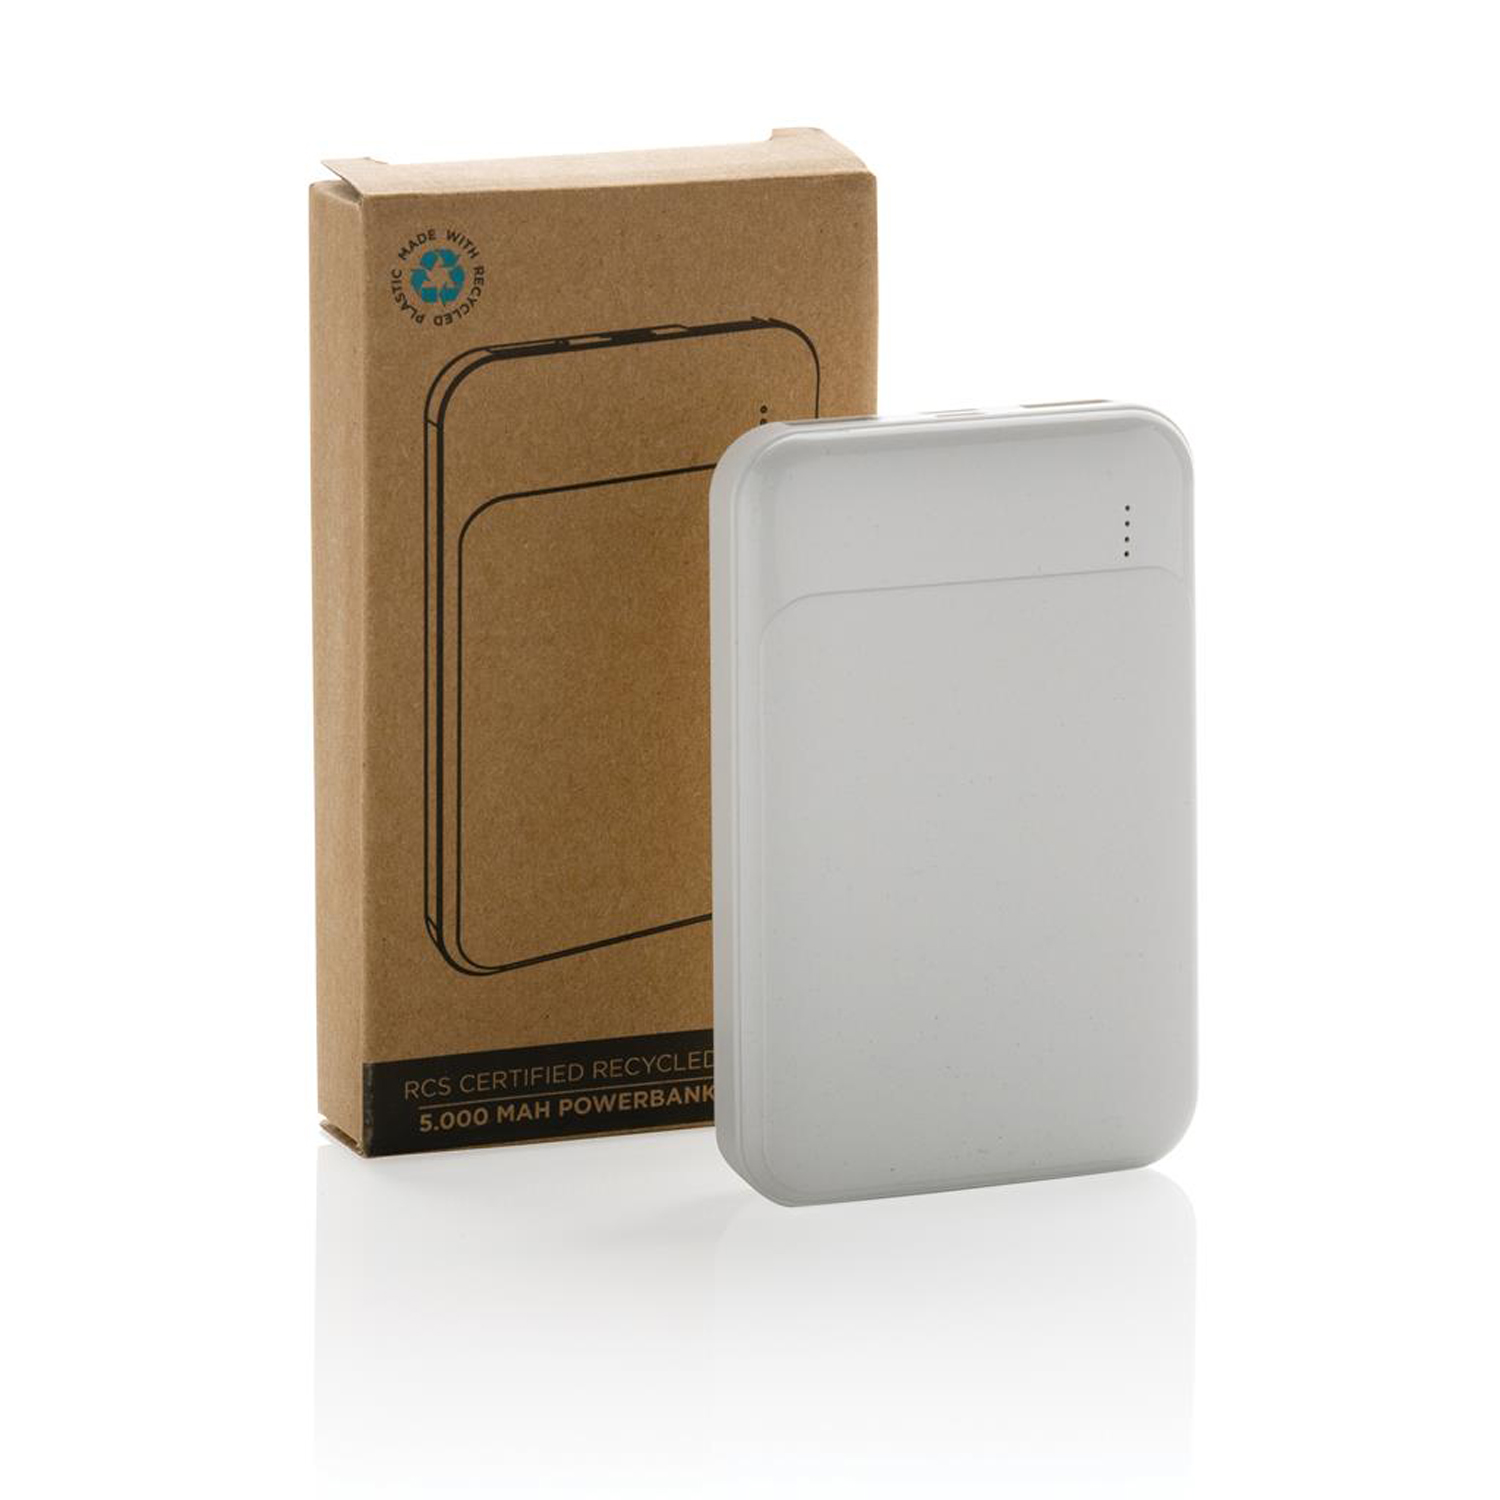 MADE WITH RECYCLED PLASTIC
RCS CERTIFIED RECYCLED
5.000 MAH POWERBANK